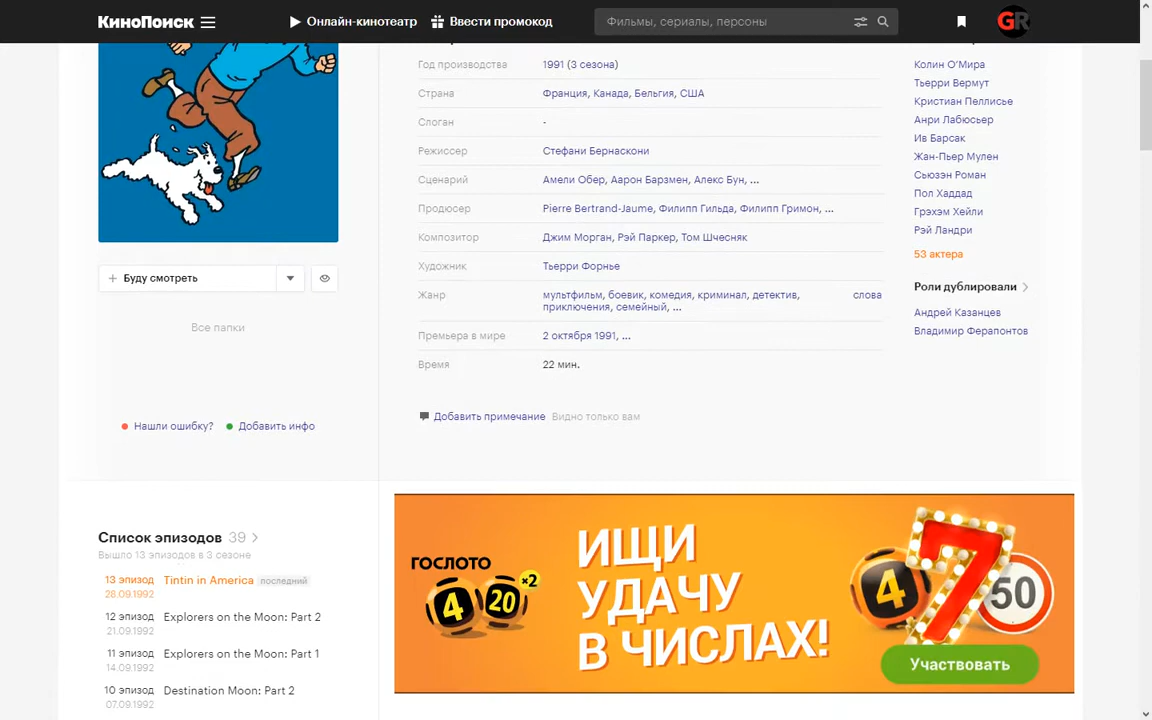 КиноПоиск
Онлайн-кинотеатр
Ввести промокод
Фильмы, сериалы, персоны
GR
Год производства 1991 (3 сезона)
Страна Франция, Канада, Бельгия, США
Слоган -
Режиссер Стефани Бернаскони
Сценарий Амели Обер, Аарон Барзмен, Алекс Бун, ...
Продюсер Pierre Bertrand-Jaume, Филипп Гильда, Филипп Гримон, ...
Композитор Джим Морган, Рэй Паркер, Том Шчесняк
Художник Тьерри Форнье
Жанр мультфильм, боевик, комедия, криминал, детектив, слова
приключения, семейный, ...
Премьера в мире 2 октября 1991, ...
Время 22 мин.
Добавить примечание Видно только вам
Колин О’Мира
Тьерри Вермут
Кристиан Пеллисье
Анри Лабюсьер
Ив Барсак
Жан-Пьер Мулен
Сьюзэн Роман
Пол Хаддад
Грэхэм Хейли
Рэй Ландри
53 актера
Роли дублировали
Андрей Казанцев
Владимир Ферапонтов
+ Буду смотреть
Все папки
Нашли ошибку? Добавить инфо
Список эпизодов 39
Вышло 13 эпизодов в 3 сезоне
13 эпизод Tintin in America последний
28.09.1992
12 эпизод Explorers on the Moon: Part 2
21.09.1992
11 эпизод Explorers on the Moon: Part 1
14.09.1992
10 эпизод Destination Moon: Part 2
07.09.1992
ГОСЛОТО
4 20 x2
ИЩИ
УДАЧУ
В ЧИСЛАХ!
4 7 50
Участвовать